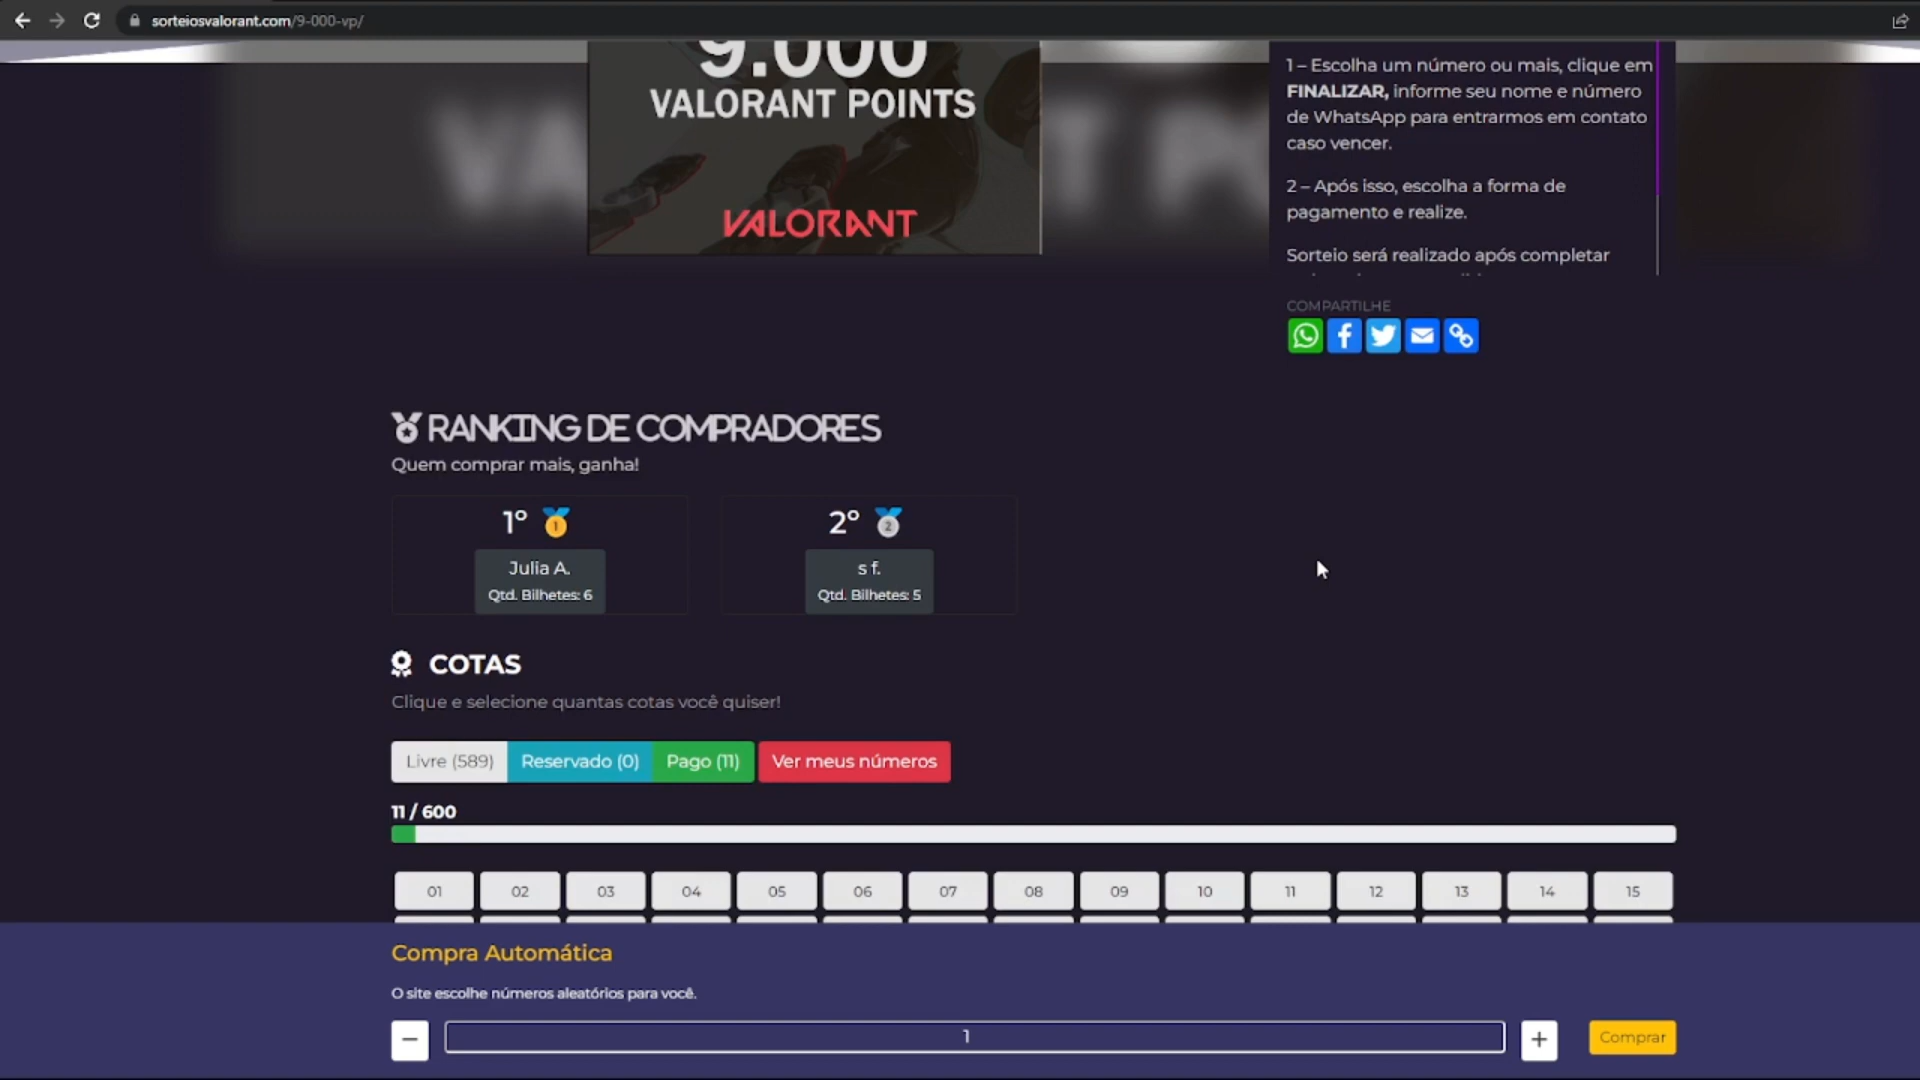 sorteiosvalorant.com/9-000-vp/
9.000
VALORANT POINTS
VALORANT
1 – Escolha um número ou mais, clique em
FINALIZAR, informe seu nome e número
de WhatsApp para entrarmos em contato
caso vencer.
2 – Após isso, escolha a forma de
pagamento e realize.
Sorteio será realizado após completar
COMPARTILHE
RANKING DE COMPRADORES
Quem comprar mais, ganha!
1º 1
2º 2
Julia A.
Qtd. Bilhetes: 6
s f.
Qtd. Bilhetes: 5
COTAS
Clique e selecione quantas cotas você quiser!
Livre (589) Reservado (0) Pago (11) Ver meus números
11 / 600
01 02 03 04 05 06 07 08 09 10 11 12 13 14 15
Compra Automática
O site escolhe números aleatórios para você.
− 1 + Comprar